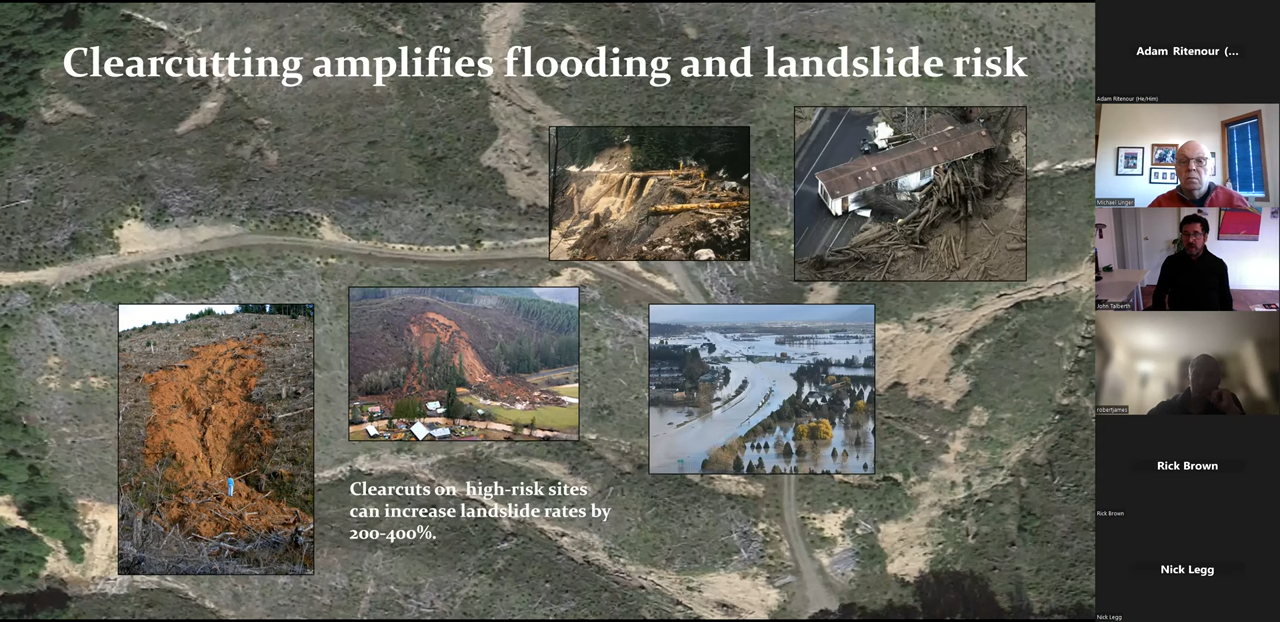 Clearcutting amplifies flooding and landslide risk
Clearcuts on high-risk sites
can increase landslide rates by
200-400%.
Adam Ritenour (...
Adam Ritenour (He/Him)
Michael Unger
John Talberth
robertjames
Rick Brown
Rick Brown
Nick Legg
Nick Legg